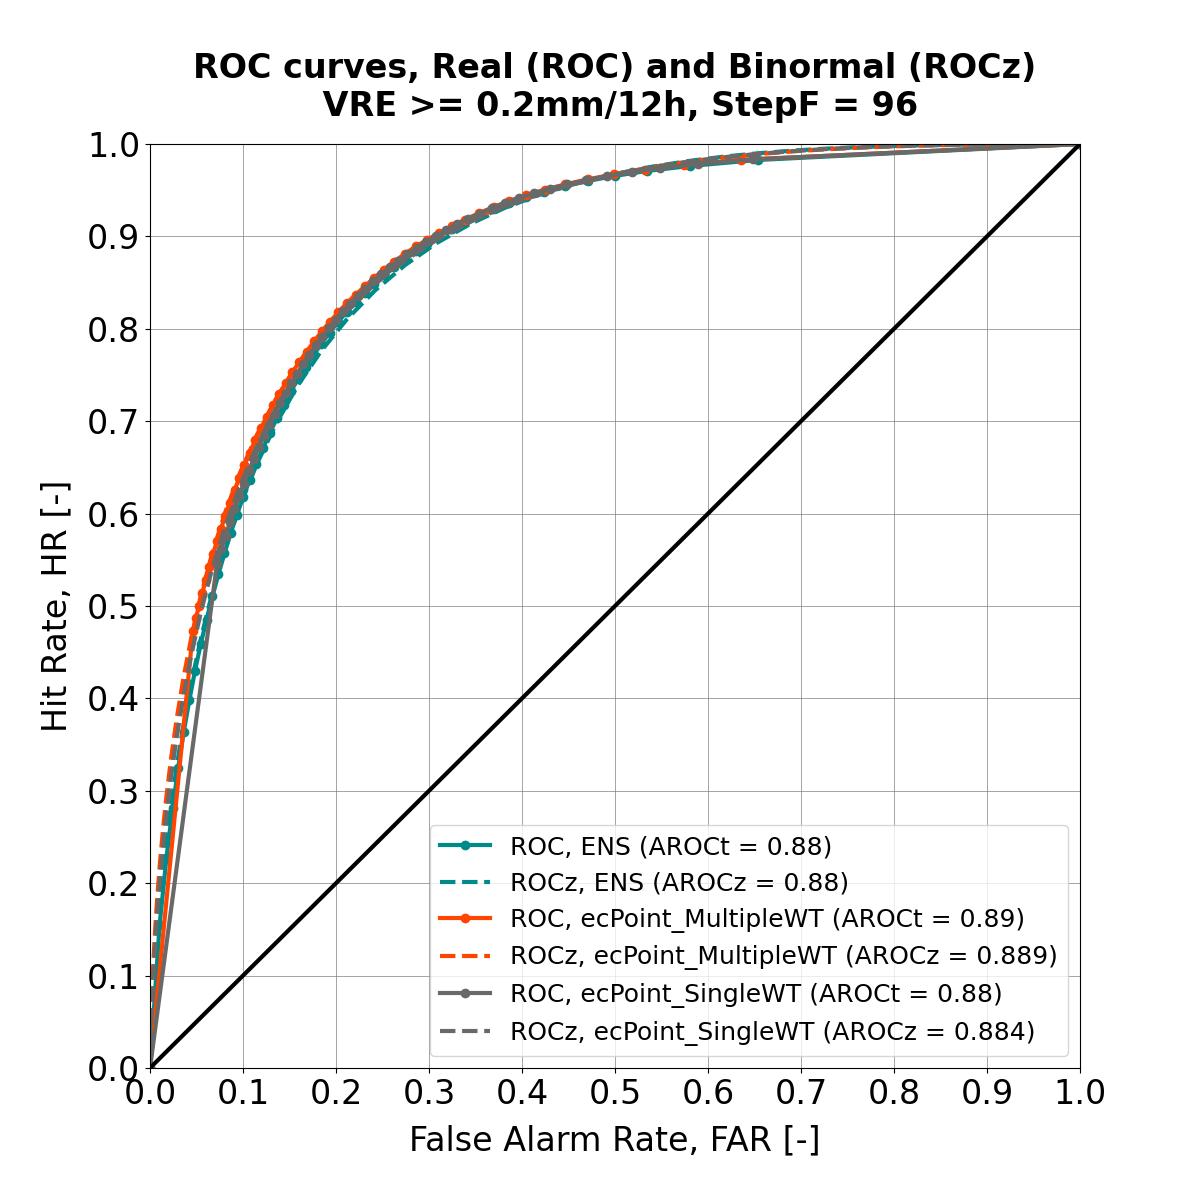 ROC curves, Real (ROC) and Binormal (ROCz)
VRE >= 0.2mm/12h, StepF = 96
1.0
0.9
0.8
0.7
0.6
0.5
0.4
0.3
0.2
0.1
0.0
Hit Rate, HR [-]
ROC, ENS (AROCt = 0.88)
ROCz, ENS (AROCz = 0.88)
ROC, ecPoint_MultipleWT (AROCt = 0.89)
ROCz, ecPoint_MultipleWT (AROCz = 0.889)
ROC, ecPoint_SingleWT (AROCt = 0.88)
ROCz, ecPoint_SingleWT (AROCz = 0.884)
0.0 0.1 0.2 0.3 0.4 0.5 0.6 0.7 0.8 0.9 1.0
False Alarm Rate, FAR [-]